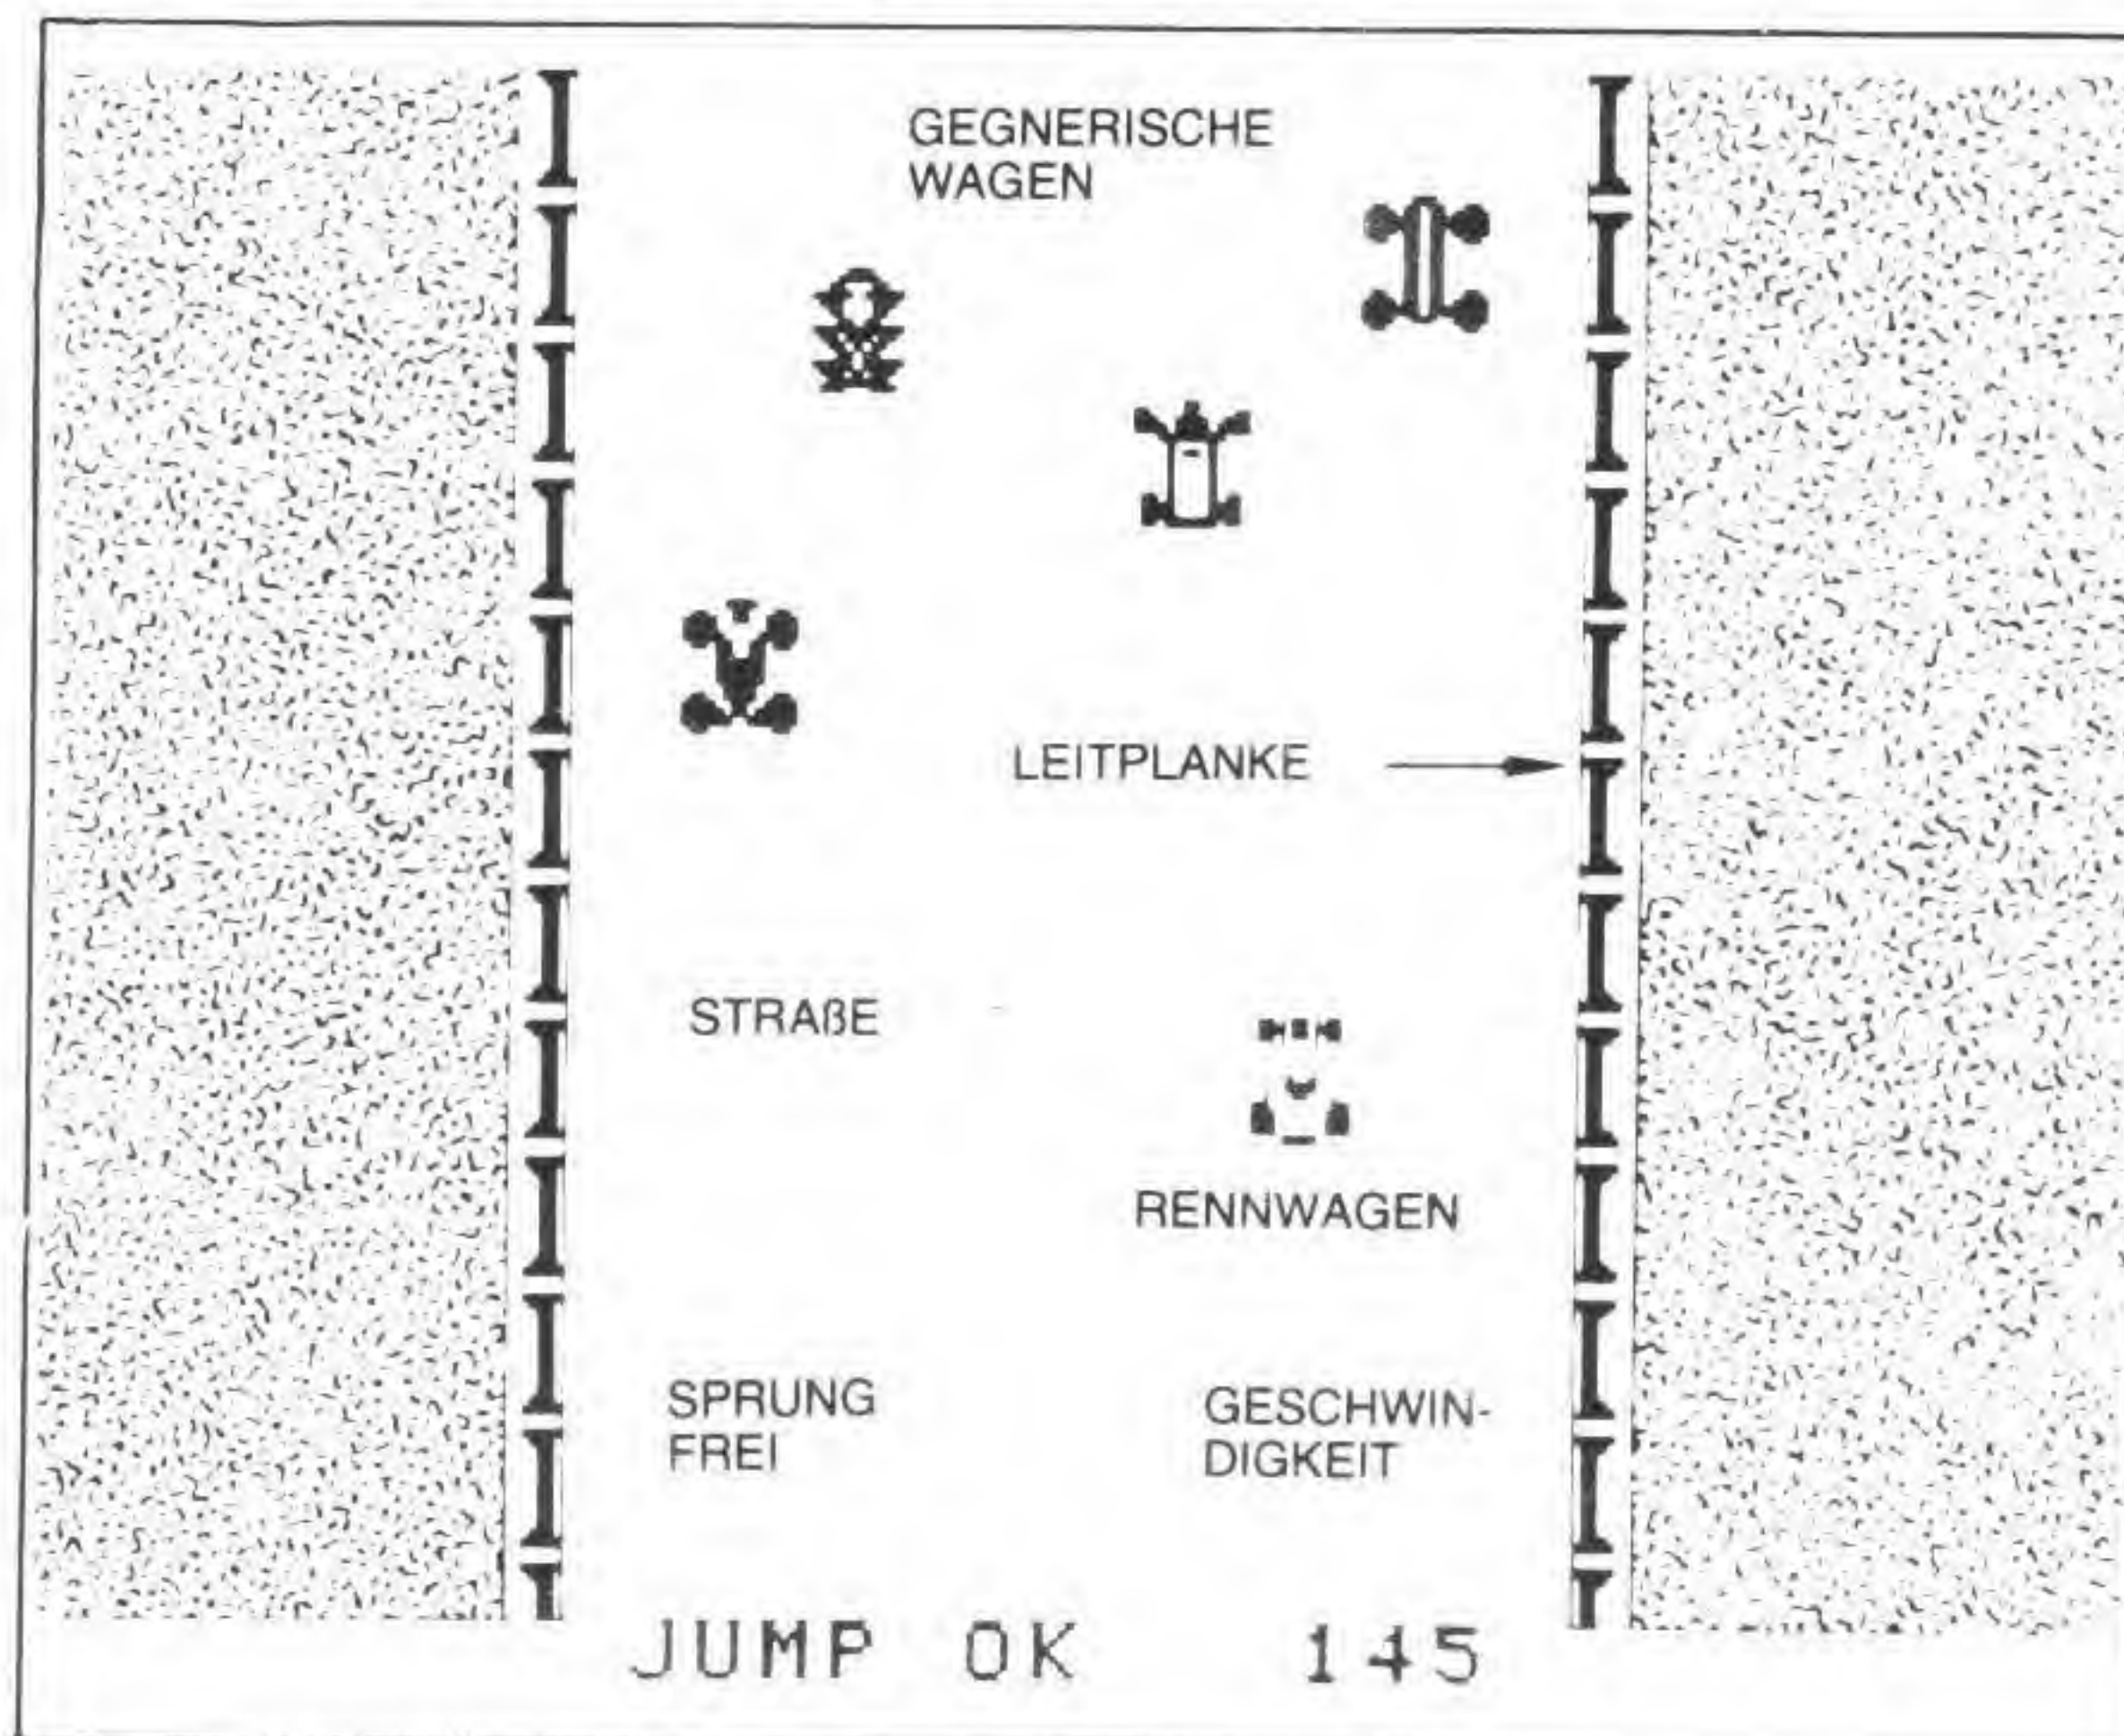 GEGNERISCHE
WAGEN
LEITPLANKE
STRAßE
RENNWAGEN
SPRUNG
FREI
GESCHWIN-
DIGKEIT
JUMP OK 145